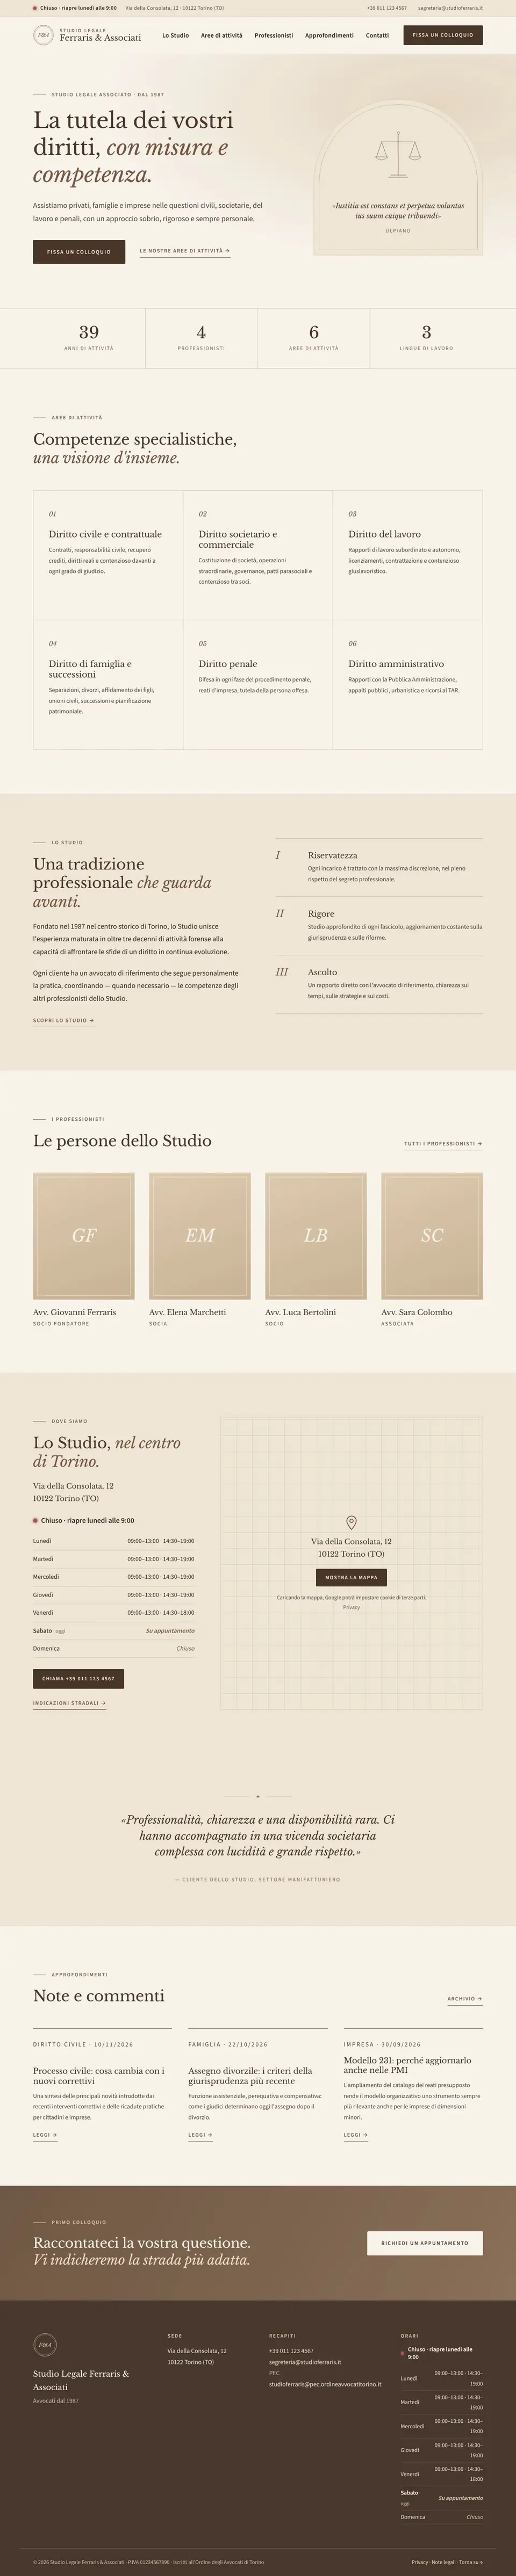 Chiuso · riapre lunedì alle 9:00 Via della Consolata, 12 · 10122 Torino (TO) +39 011 123 4567 segreteria@studioferraris.it
F&A STUDIO LEGALE
Ferraris & Associati
Lo Studio Aree di attività Professionisti Approfondimenti Contatti FISSA UN COLLOQUIO
STUDIO LEGALE ASSOCIATO · DAL 1987
La tutela dei vostri
diritti, con misura e
competenza.
Assistiamo privati, famiglie e imprese nelle questioni civili, societarie, del
lavoro e penali, con un approccio sobrio, rigoroso e sempre personale.
FISSA UN COLLOQUIO LE NOSTRE AREE DI ATTIVITÀ →
«Iustitia est constans et perpetua voluntas
ius suum cuique tribuendi»
ULPIANO
39 4 6 3
ANNI DI ATTIVITÀ PROFESSIONISTI AREE DI ATTIVITÀ LINGUE DI LAVORO
AREE DI ATTIVITÀ
Competenze specialistiche,
una visione d'insieme.
01
Diritto civile e contrattuale
Contratti, responsabilità civile, recupero
crediti, diritti reali e contenzioso davanti a
ogni grado di giudizio.
02
Diritto societario e
commerciale
Costituzione di società, operazioni
straordinarie, governance, patti parasociali e
contenzioso tra soci.
03
Diritto del lavoro
Rapporti di lavoro subordinato e autonomo,
licenziamenti, contrattazione e contenzioso
giuslavoristico.
04
Diritto di famiglia e
successioni
Separazioni, divorzi, affidamento dei figli,
unioni civili, successioni e pianificazione
patrimoniale.
05
Diritto penale
Difesa in ogni fase del procedimento penale,
reati d'impresa, tutela della persona offesa.
06
Diritto amministrativo
Rapporti con la Pubblica Amministrazione,
appalti pubblici, urbanistica e ricorsi al TAR.
LO STUDIO
Una tradizione
professionale che guarda
avanti.
Fondato nel 1987 nel centro storico di Torino, lo Studio unisce
l'esperienza maturata in oltre tre decenni di attività forense alla
capacità di affrontare le sfide di un diritto in continua evoluzione.
Ogni cliente ha un avvocato di riferimento che segue personalmente
la pratica, coordinando — quando necessario — le competenze degli
altri professionisti dello Studio.
SCOPRI LO STUDIO →
I Riservatezza
Ogni incarico è trattato con la massima discrezione, nel pieno
rispetto del segreto professionale.
II Rigore
Studio approfondito di ogni fascicolo, aggiornamento costante sulla
giurisprudenza e sulle riforme.
III Ascolto
Un rapporto diretto con l'avvocato di riferimento, chiarezza sui
tempi, sulle strategie e sui costi.
I PROFESSIONISTI
Le persone dello Studio TUTTI I PROFESSIONISTI →
GF EM LB SC
Avv. Giovanni Ferraris Avv. Elena Marchetti Avv. Luca Bertolini Avv. Sara Colombo
SOCIO FONDATORE SOCIA SOCIO ASSOCIATA
DOVE SIAMO
Lo Studio, nel centro
di Torino.
Via della Consolata, 12
10122 Torino (TO)
Chiuso · riapre lunedì alle 9:00
Lunedì 09:00–13:00 · 14:30–19:00
Martedì 09:00–13:00 · 14:30–19:00
Mercoledì 09:00–13:00 · 14:30–19:00
Giovedì 09:00–13:00 · 14:30–19:00
Venerdì 09:00–13:00 · 14:30–18:00
Sabato · oggi Su appuntamento
Domenica Chiuso
CHIAMA +39 011 123 4567
INDICAZIONI STRADALI →
Via della Consolata, 12
10122 Torino (TO)
MOSTRA LA MAPPA
Caricando la mappa, Google potrà impostare cookie di terze parti.
Privacy
«Professionalità, chiarezza e una disponibilità rara. Ci
hanno accompagnato in una vicenda societaria
complessa con lucidità e grande rispetto.»
— CLIENTE DELLO STUDIO, SETTORE MANIFATTURIERO
APPROFONDIMENTI
Note e commenti ARCHIVIO →
DIRITTO CIVILE · 10/11/2026
Processo civile: cosa cambia con i
nuovi correttivi
Una sintesi delle principali novità introdotte dai
recenti interventi correttivi e delle ricadute pratiche
per cittadini e imprese.
LEGGI →
FAMIGLIA · 22/10/2026
Assegno divorzile: i criteri della
giurisprudenza più recente
Funzione assistenziale, perequativa e compensativa:
come i giudici determinano oggi l'assegno dopo il
divorzio.
LEGGI →
IMPRESA · 30/09/2026
Modello 231: perché aggiornarlo
anche nelle PMI
L'ampliamento del catalogo dei reati presupposto
rende il modello organizzativo uno strumento sempre
più rilevante anche per le imprese di dimensioni
minori.
LEGGI →
PRIMO COLLOQUIO
Raccontateci la vostra questione.
Vi indicheremo la strada più adatta.
RICHIEDI UN APPUNTAMENTO
F&A
Studio Legale Ferraris &
Associati
Avvocati dal 1987
SEDE
Via della Consolata, 12
10122 Torino (TO)
RECAPITI
+39 011 123 4567
segreteria@studioferraris.it
PEC
studioferraris@pec.ordineavvocatitorino.it
ORARI
Chiuso · riapre lunedì alle
9:00
Lunedì 09:00–13:00 · 14:30–
19:00
Martedì 09:00–13:00 · 14:30–
19:00
Mercoledì 09:00–13:00 · 14:30–
19:00
Giovedì 09:00–13:00 · 14:30–
19:00
Venerdì 09:00–13:00 · 14:30–
18:00
Sabato · Su appuntamento
oggi
Domenica Chiuso
© 2026 Studio Legale Ferraris & Associati · P.IVA 01234567890 · Iscritti all'Ordine degli Avvocati di Torino Privacy · Note legali · Torna su ↑